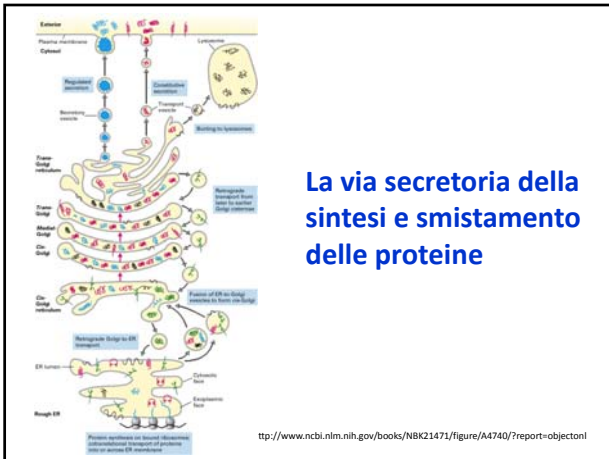 Exterior
Plasma membrane
Cytosol
Lysosome
Regulated
secretion
Constitutive
secretion
Secretory
vesicle
Transport
vesicle
Sorting to lysosomes
Trans-
Golgi
reticulum
Retrograde
transport from
later to earlier
Golgi cisternae
Trans-
Golgi
Medial-
Golgi
Cis-
Golgi
Cis-
Golgi
reticulum
Fusion of ER-to-Golgi
vesicles to form cis-Golgi
Retrograde Golgi to ER
transport
ER lumen
Cytosolic
face
Exoplasmic
face
Rough ER
Protein synthesis on bound ribosomes;
cotranslational transport of proteins
into or across ER membrane
La via secretoria della
sintesi e smistamento
delle proteine
ttp://www.ncbi.nlm.nih.gov/books/NBK21471/figure/A4740/?report=objectonl